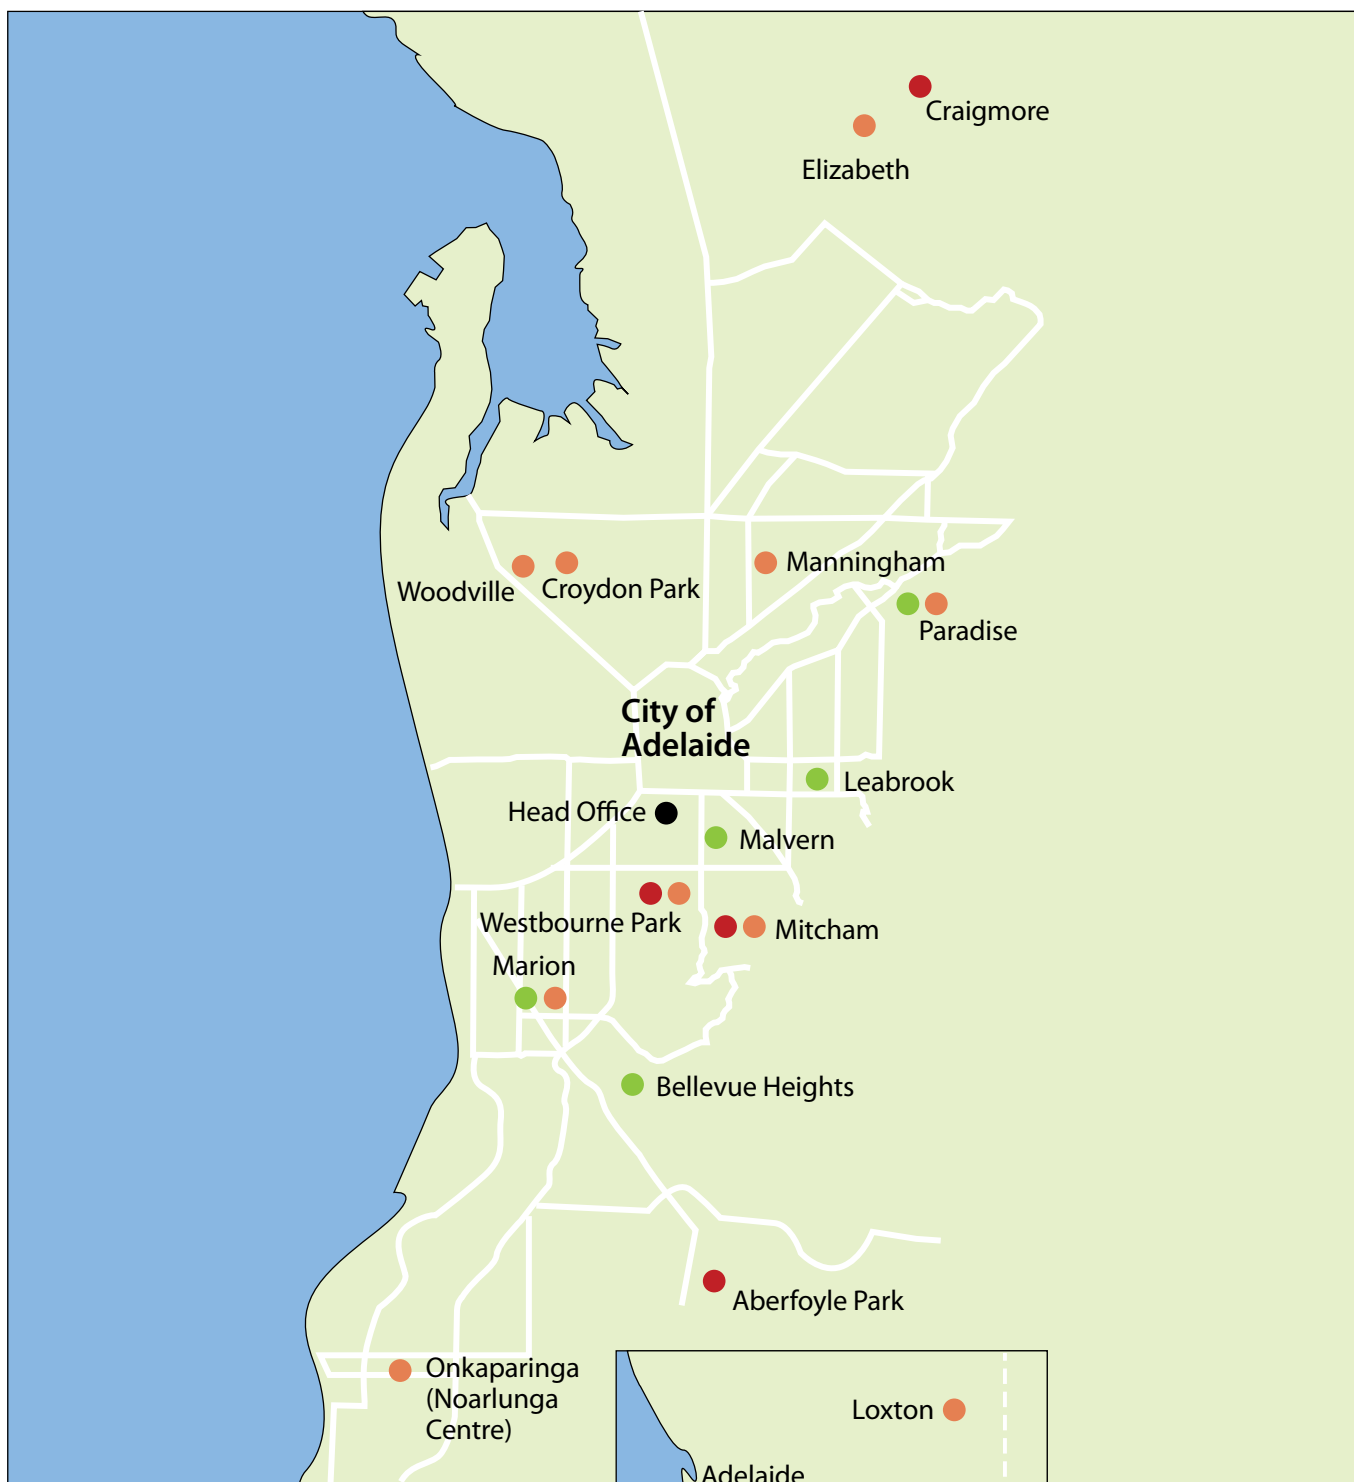 Craigmore
Elizabeth
Manningham
Woodville
Croydon Park
Paradise
City of
Adelaide
Leabrook
Head Office
Malvern
Westbourne Park
Mitcham
Marion
Bellevue Heights
Aberfoyle Park
Onkaparinga
(Noarlunga
Centre)
Loxton
Adelaide